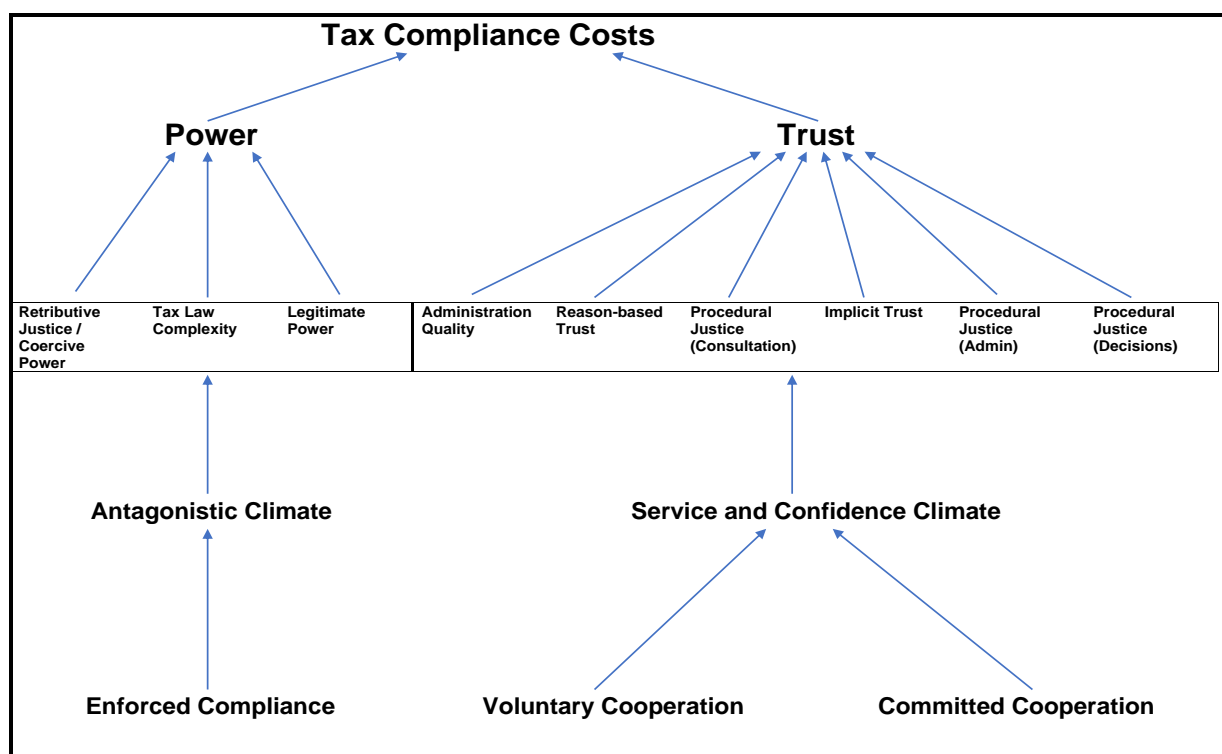 Tax Compliance Costs
Power
Trust
Retributive
Justice /
Coercive
Power
Tax Law
Complexity
Legitimate
Power
Administration
Quality
Reason-based
Trust
Procedural
Justice
(Consultation)
Implicit Trust
Procedural
Justice
(Admin)
Procedural
Justice
(Decisions)
Antagonistic Climate
Service and Confidence Climate
Enforced Compliance
Voluntary Cooperation
Committed Cooperation